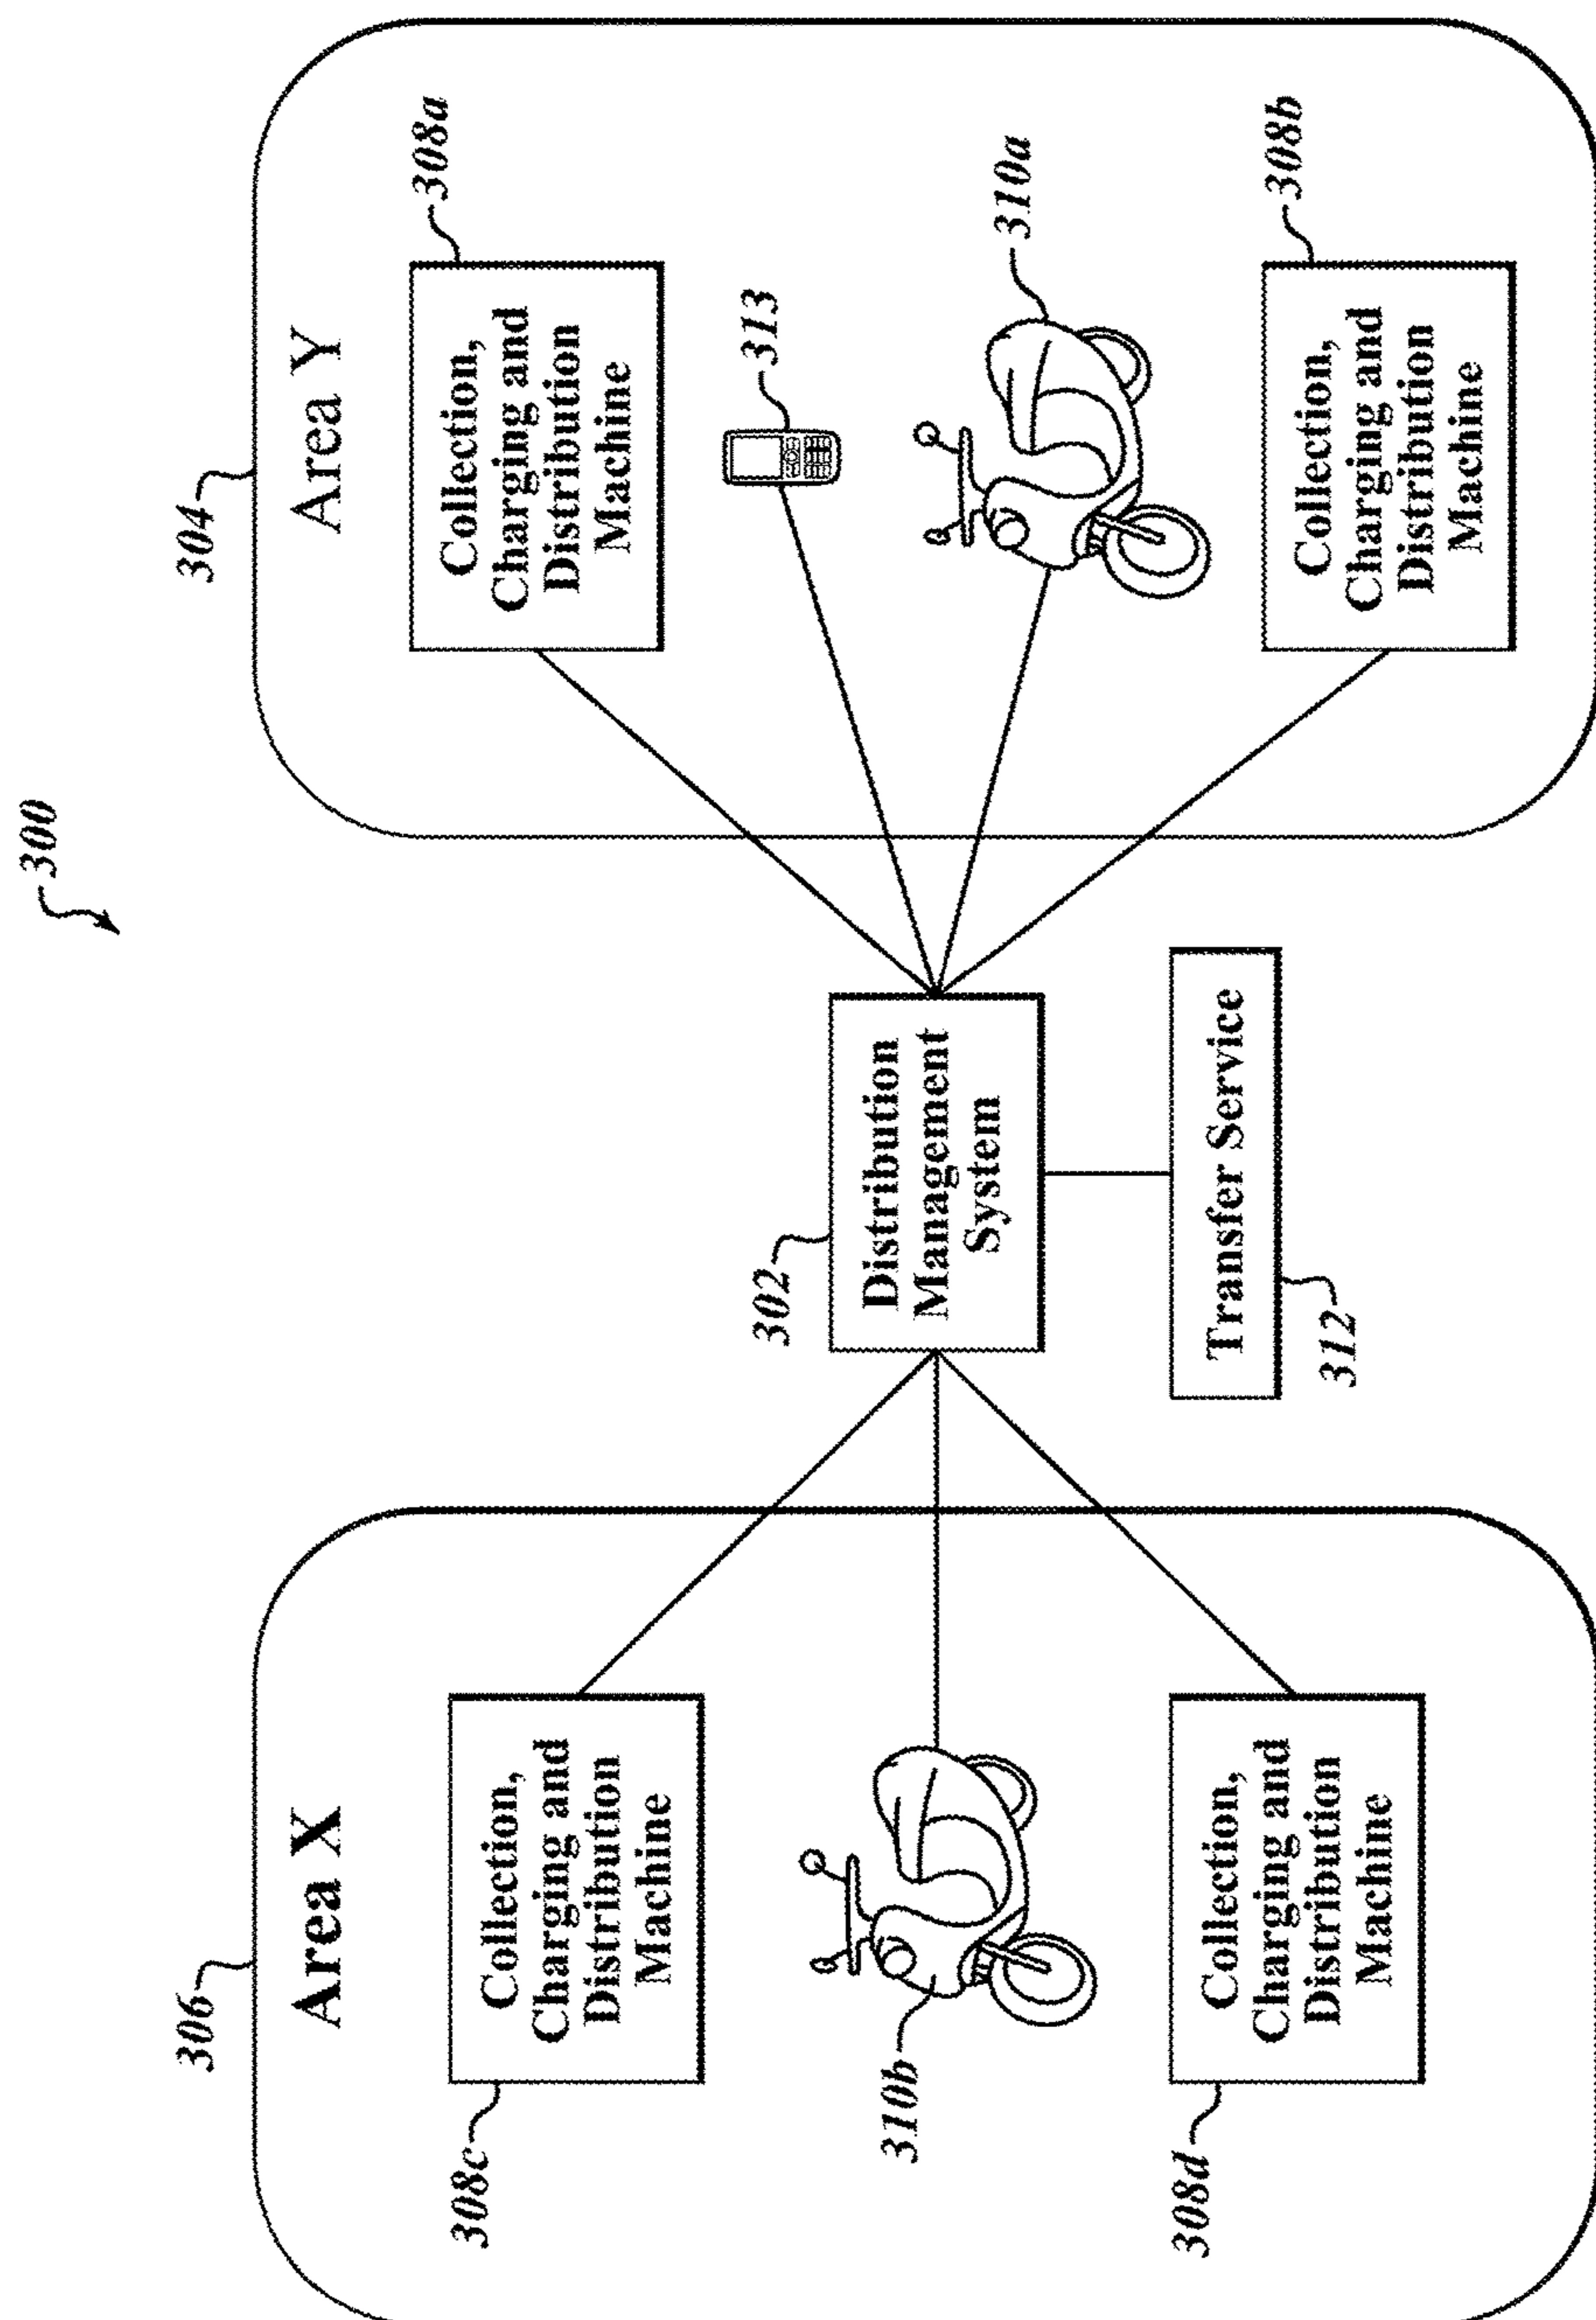 300
306
Area X
308c
Collection,
Charging and
Distribution
Machine
310b
308d
Collection,
Charging and
Distribution
Machine
302
Distribution
Management
System
Transfer Service
312
304
Area Y
308a
Collection,
Charging and
Distribution
Machine
313
310a
308b
Collection,
Charging and
Distribution
Machine